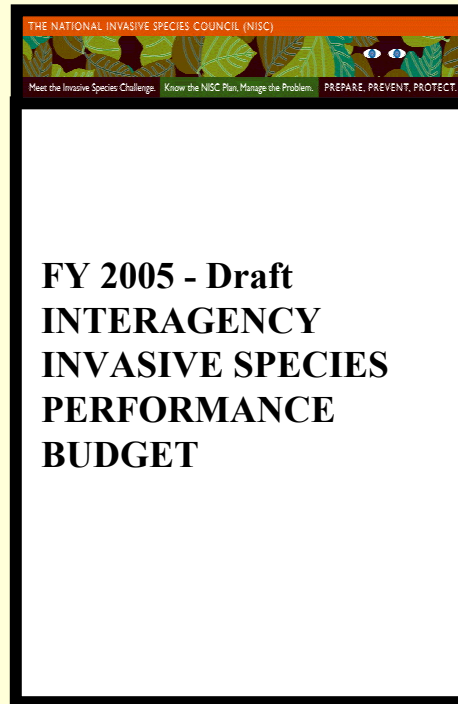 THE NATIONAL INVASIVE SPECIES COUNCIL (NISC)
Meet the Invasive Species Challenge. Know the NISC Plan, Manage the Problem. PREPARE, PREVENT, PROTECT.
FY 2005 - Draft
INTERAGENCY
INVASIVE SPECIES
PERFORMANCE
BUDGET